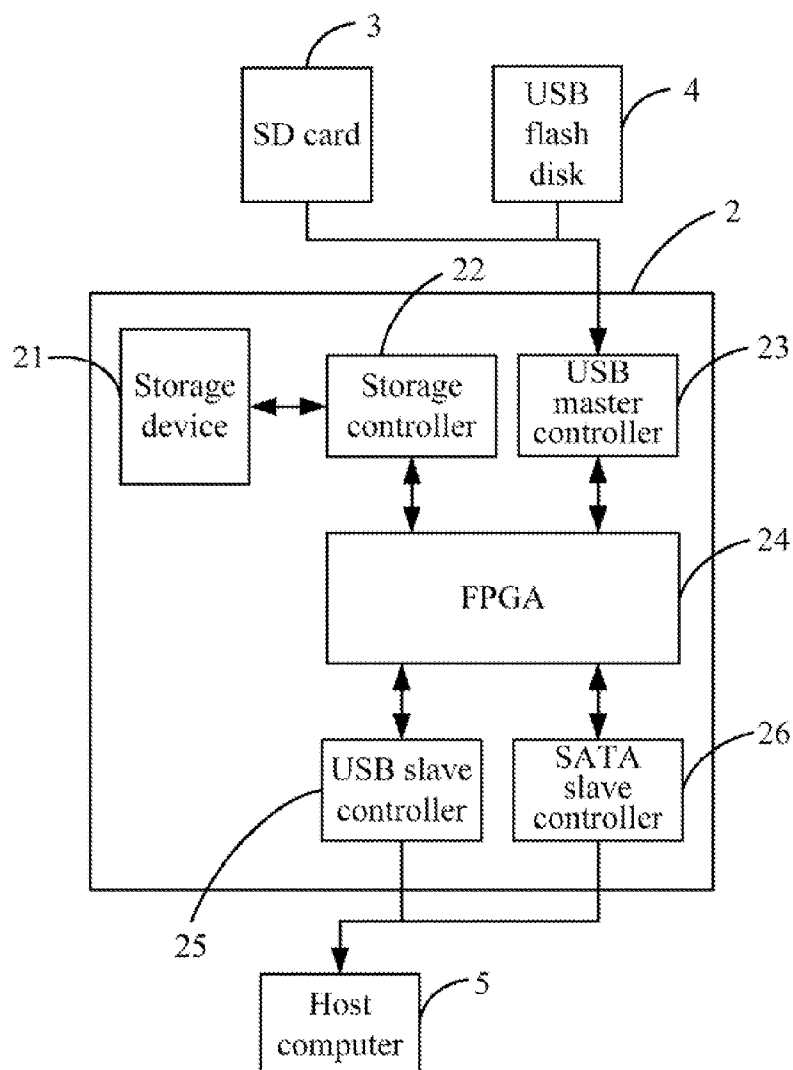 3
SD card
USB
flash
disk
4
2
22
21
Storage
device
Storage
controller
USB
master
controller
23
FPGA
24
USB slave
controller
SATA
slave
controller
26
25
Host
computer
5